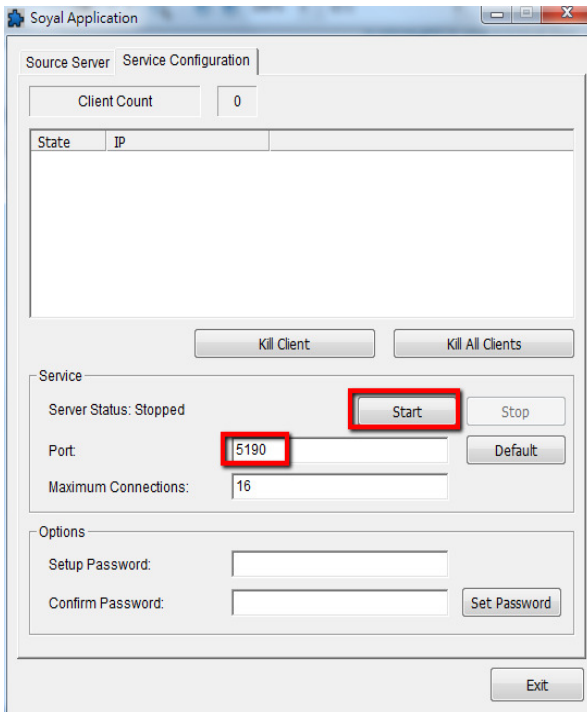 Soyal Application
Source Server Service Configuration
Client Count 0
State IP
Kill Client Kill All Clients
Service
Server Status: Stopped Start Stop
Port: 5190 Default
Maximum Connections: 16
Options
Setup Password:
Confirm Password: Set Password
Exit